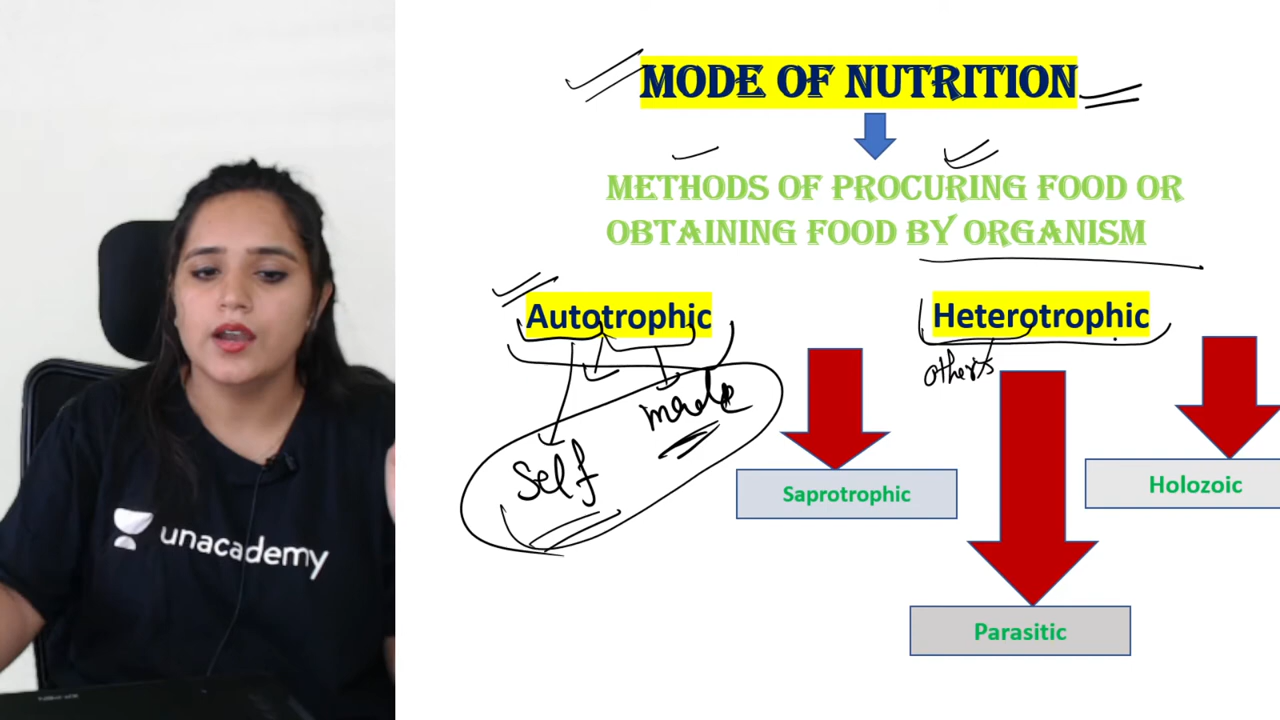 MODE OF NUTRITION
METHODS OF PROCURING FOOD OR
OBTAINING FOOD BY ORGANISM
Autotrophic
Heterotrophic
others
made
Self
Saprotrophic
Holozoic
Parasitic
unacademy